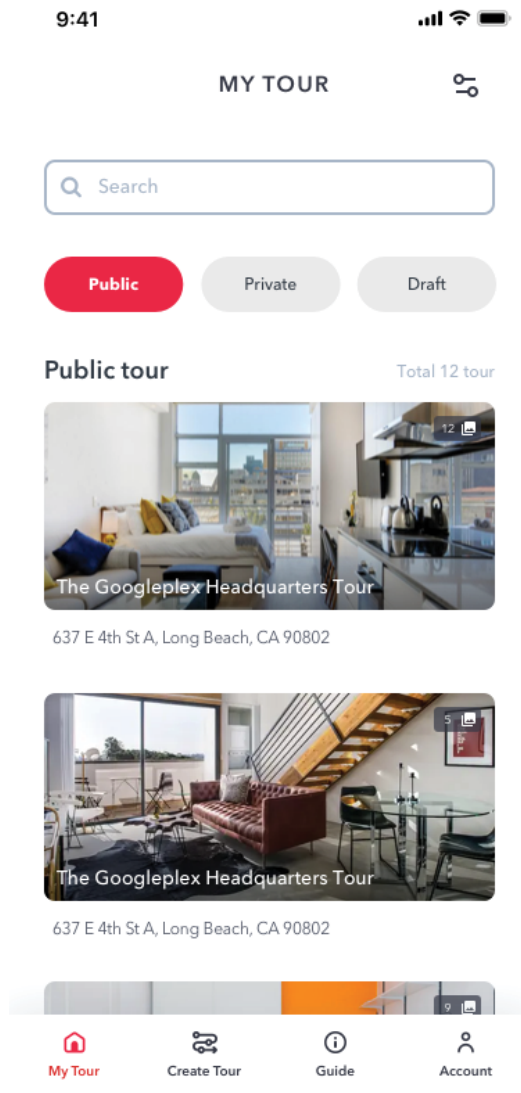 9:41
MY TOUR
Search
Public Private Draft
Public tour Total 12 tour
12
The Googleplex Headquarters Tour
637 E 4th St A, Long Beach, CA 90802
5
The Googleplex Headquarters Tour
637 E 4th St A, Long Beach, CA 90802
9
My Tour Create Tour Guide Account